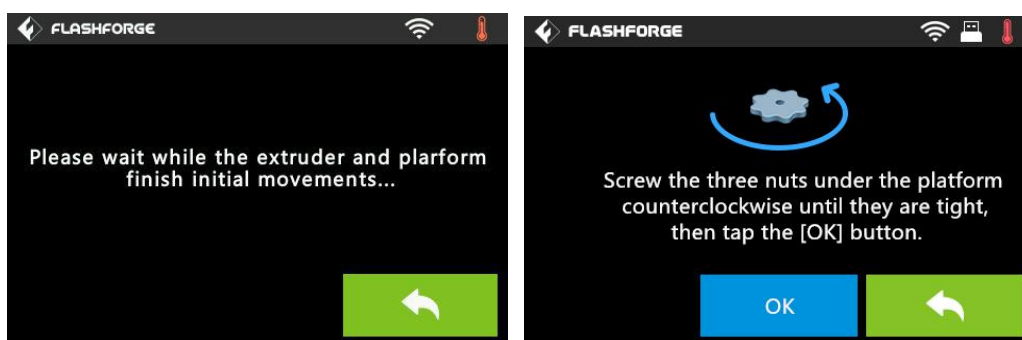 FLASHFORGE
Please wait while the extruder and plarform
finish initial movements...
FLASHFORGE
Screw the three nuts under the platform
counterclockwise until they are tight,
then tap the [OK] button.
OK